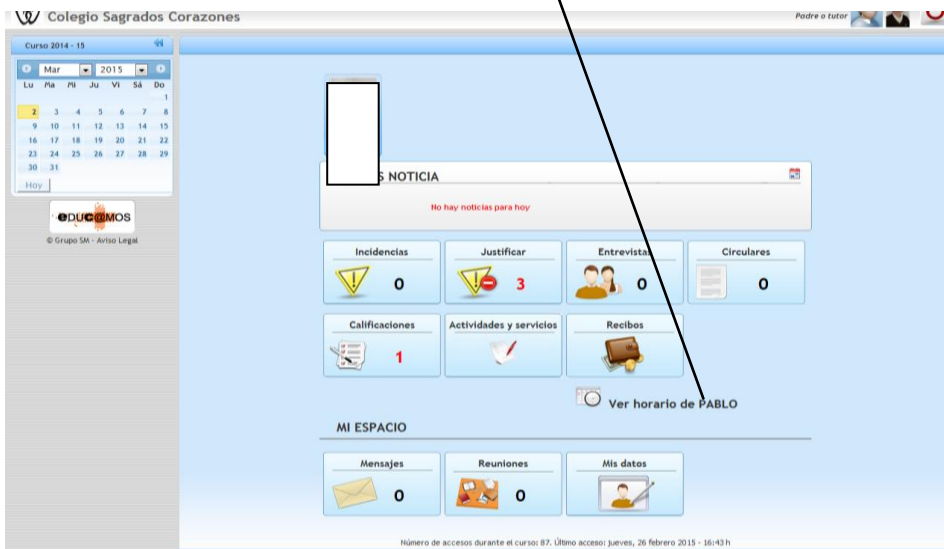 Colegio Sagrados Corazones
Padre o tutor
Curso 2014 - 15
Mar 2015
Lu Ma Mi Ju Vi Sá Do
1
2 3 4 5 6 7 8
9 10 11 12 13 14 15
16 17 18 19 20 21 22
23 24 25 26 27 28 29
30 31
Hoy
educ@mos
© Grupo SM - Aviso Legal
S NOTICIA
No hay noticias para hoy
Incidencias
0
Justificar
3
Entrevistas
0
Circulares
0
Calificaciones
1
Actividades y servicios
Recibos
Ver horario de PABLO
MI ESPACIO
Mensajes
0
Reuniones
0
Mis datos
Número de accesos durante el curso: 87. Último acceso: jueves, 26 febrero 2015 - 16:43 h